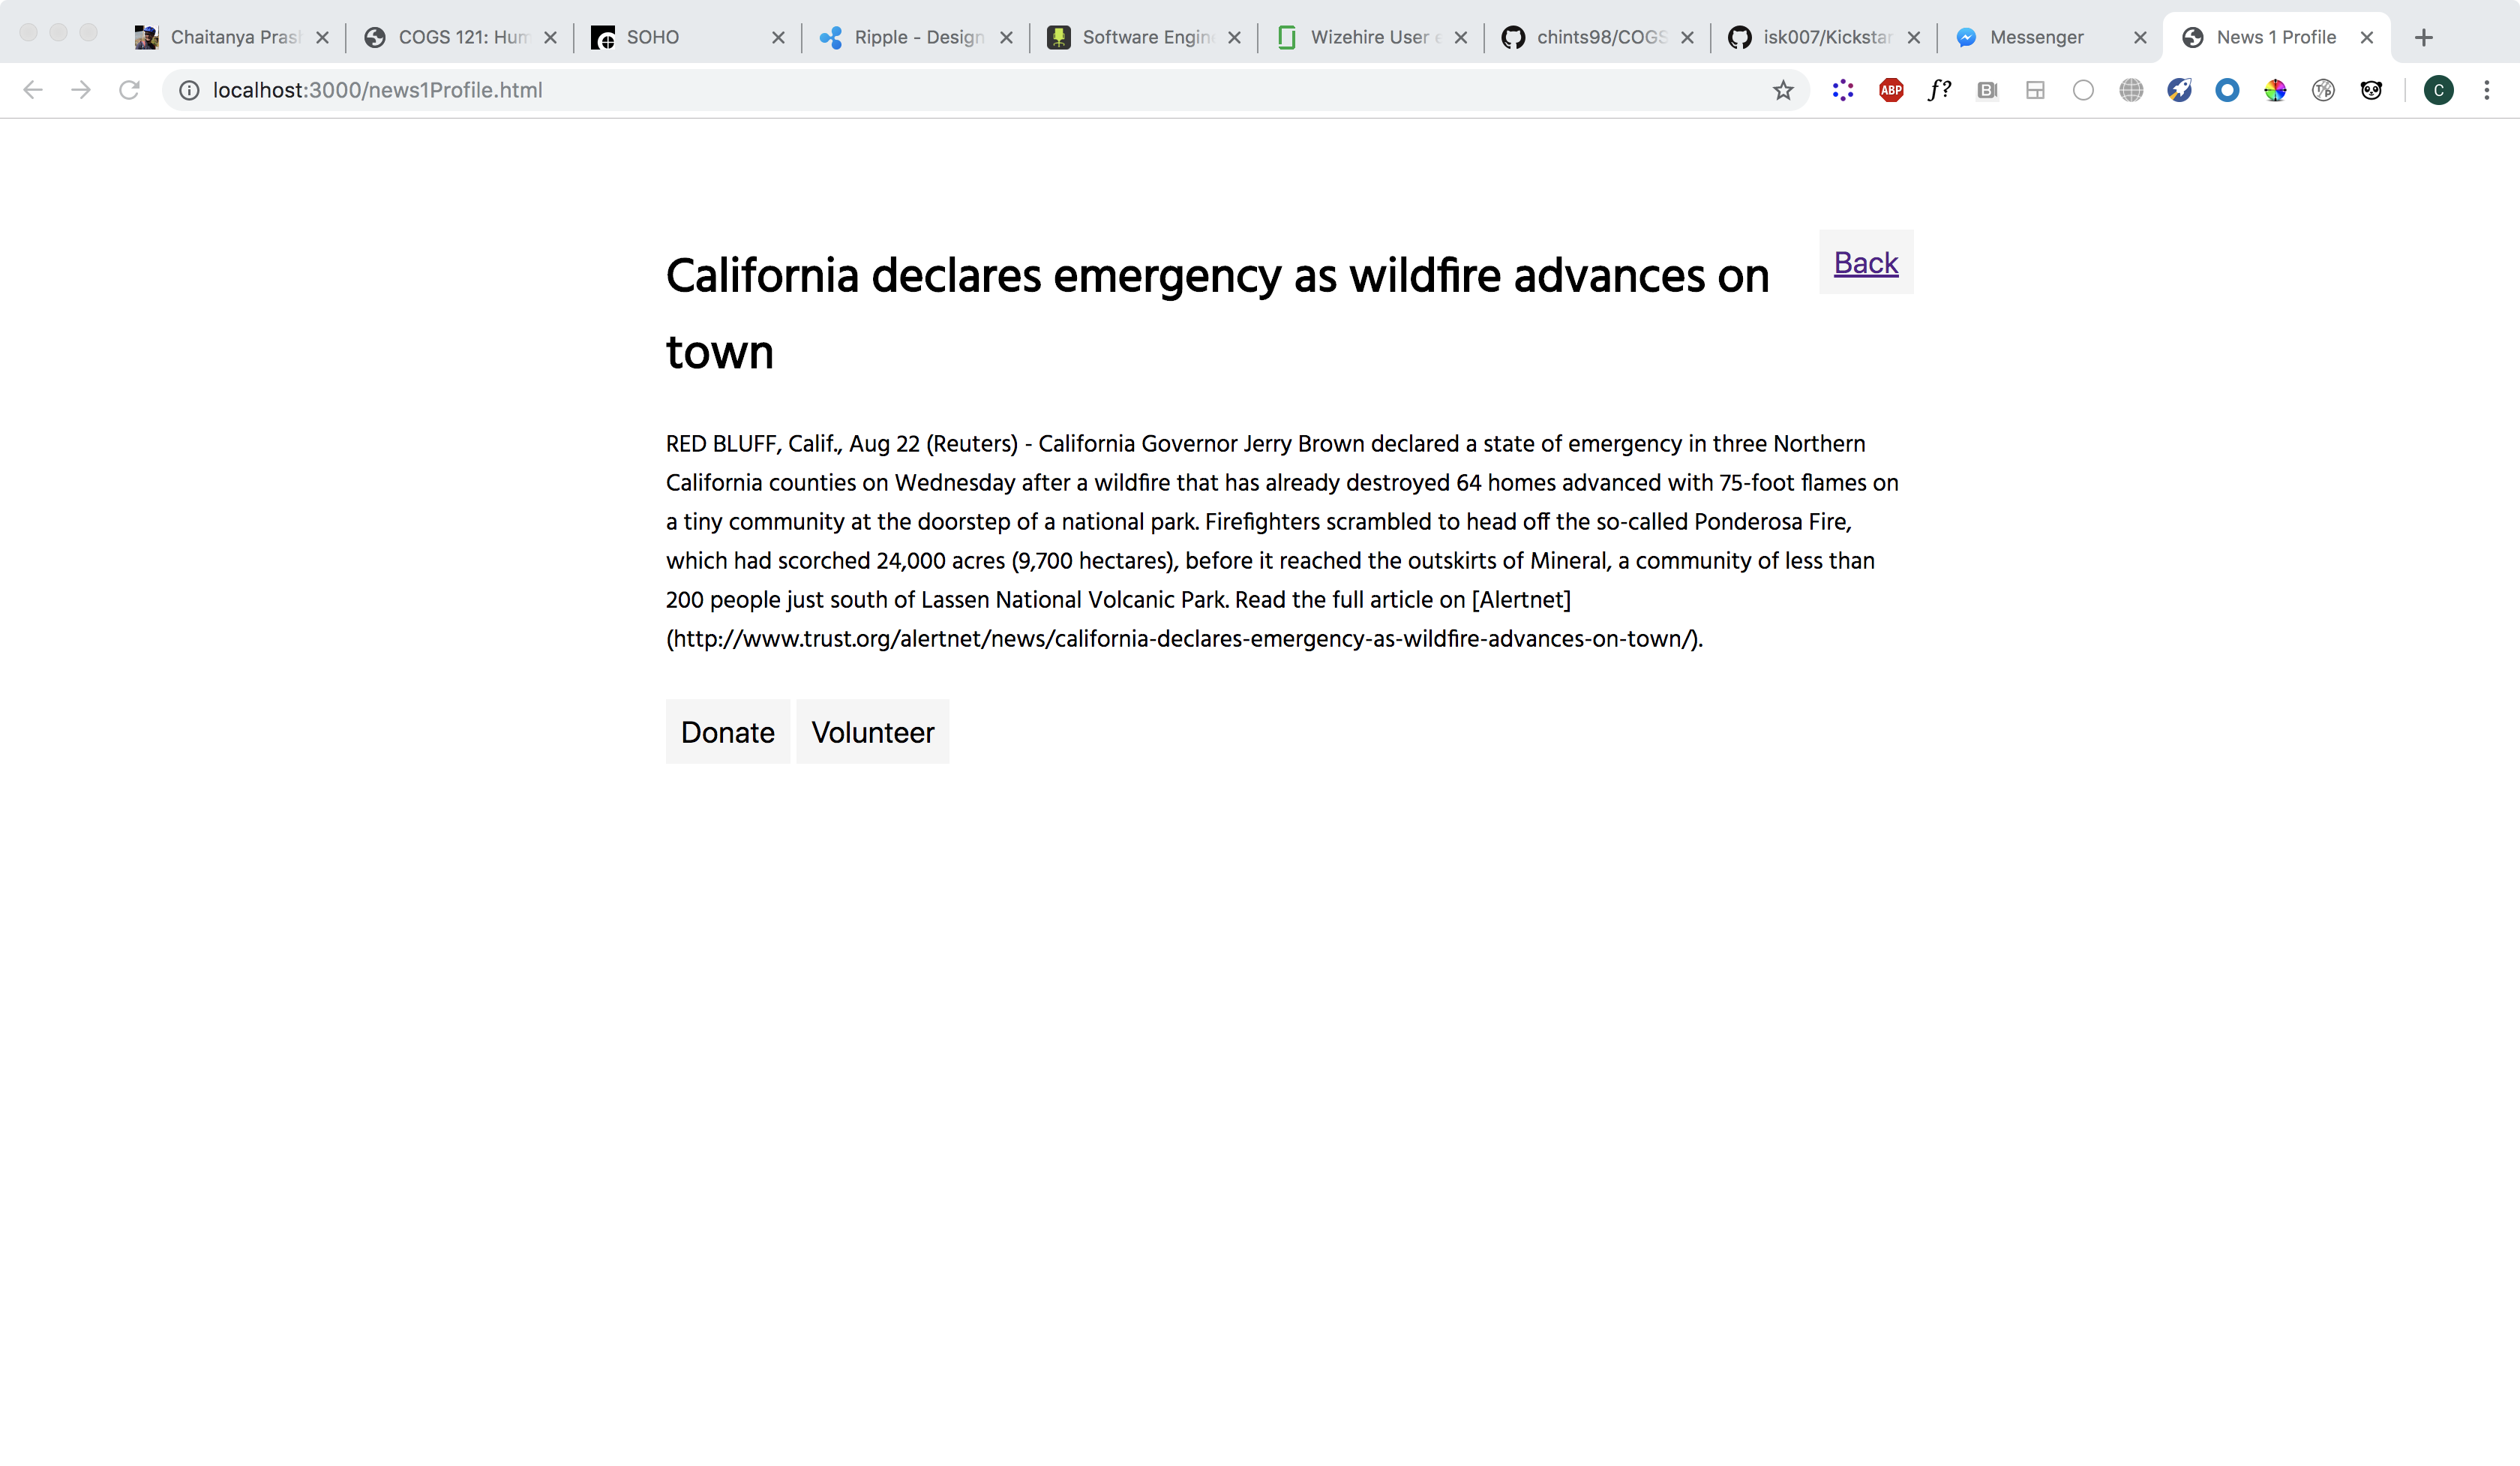 Chaitanya Prash
COGS 121: Hum
SOHO
Ripple - Design
Software Engin
Wizehire User e
chints98/COGS
isk007/Kickstar
Messenger
News 1 Profile
localhost:3000/news1Profile.html
ABP
f?
B
T/P
C
California declares emergency as wildfire advances on
town
Back
RED BLUFF, Calif., Aug 22 (Reuters) - California Governor Jerry Brown declared a state of emergency in three Northern
California counties on Wednesday after a wildfire that has already destroyed 64 homes advanced with 75-foot flames on
a tiny community at the doorstep of a national park. Firefighters scrambled to head off the so-called Ponderosa Fire,
which had scorched 24,000 acres (9,700 hectares), before it reached the outskirts of Mineral, a community of less than
200 people just south of Lassen National Volcanic Park. Read the full article on [Alertnet]
(http://www.trust.org/alertnet/news/california-declares-emergency-as-wildfire-advances-on-town/).
Donate
Volunteer